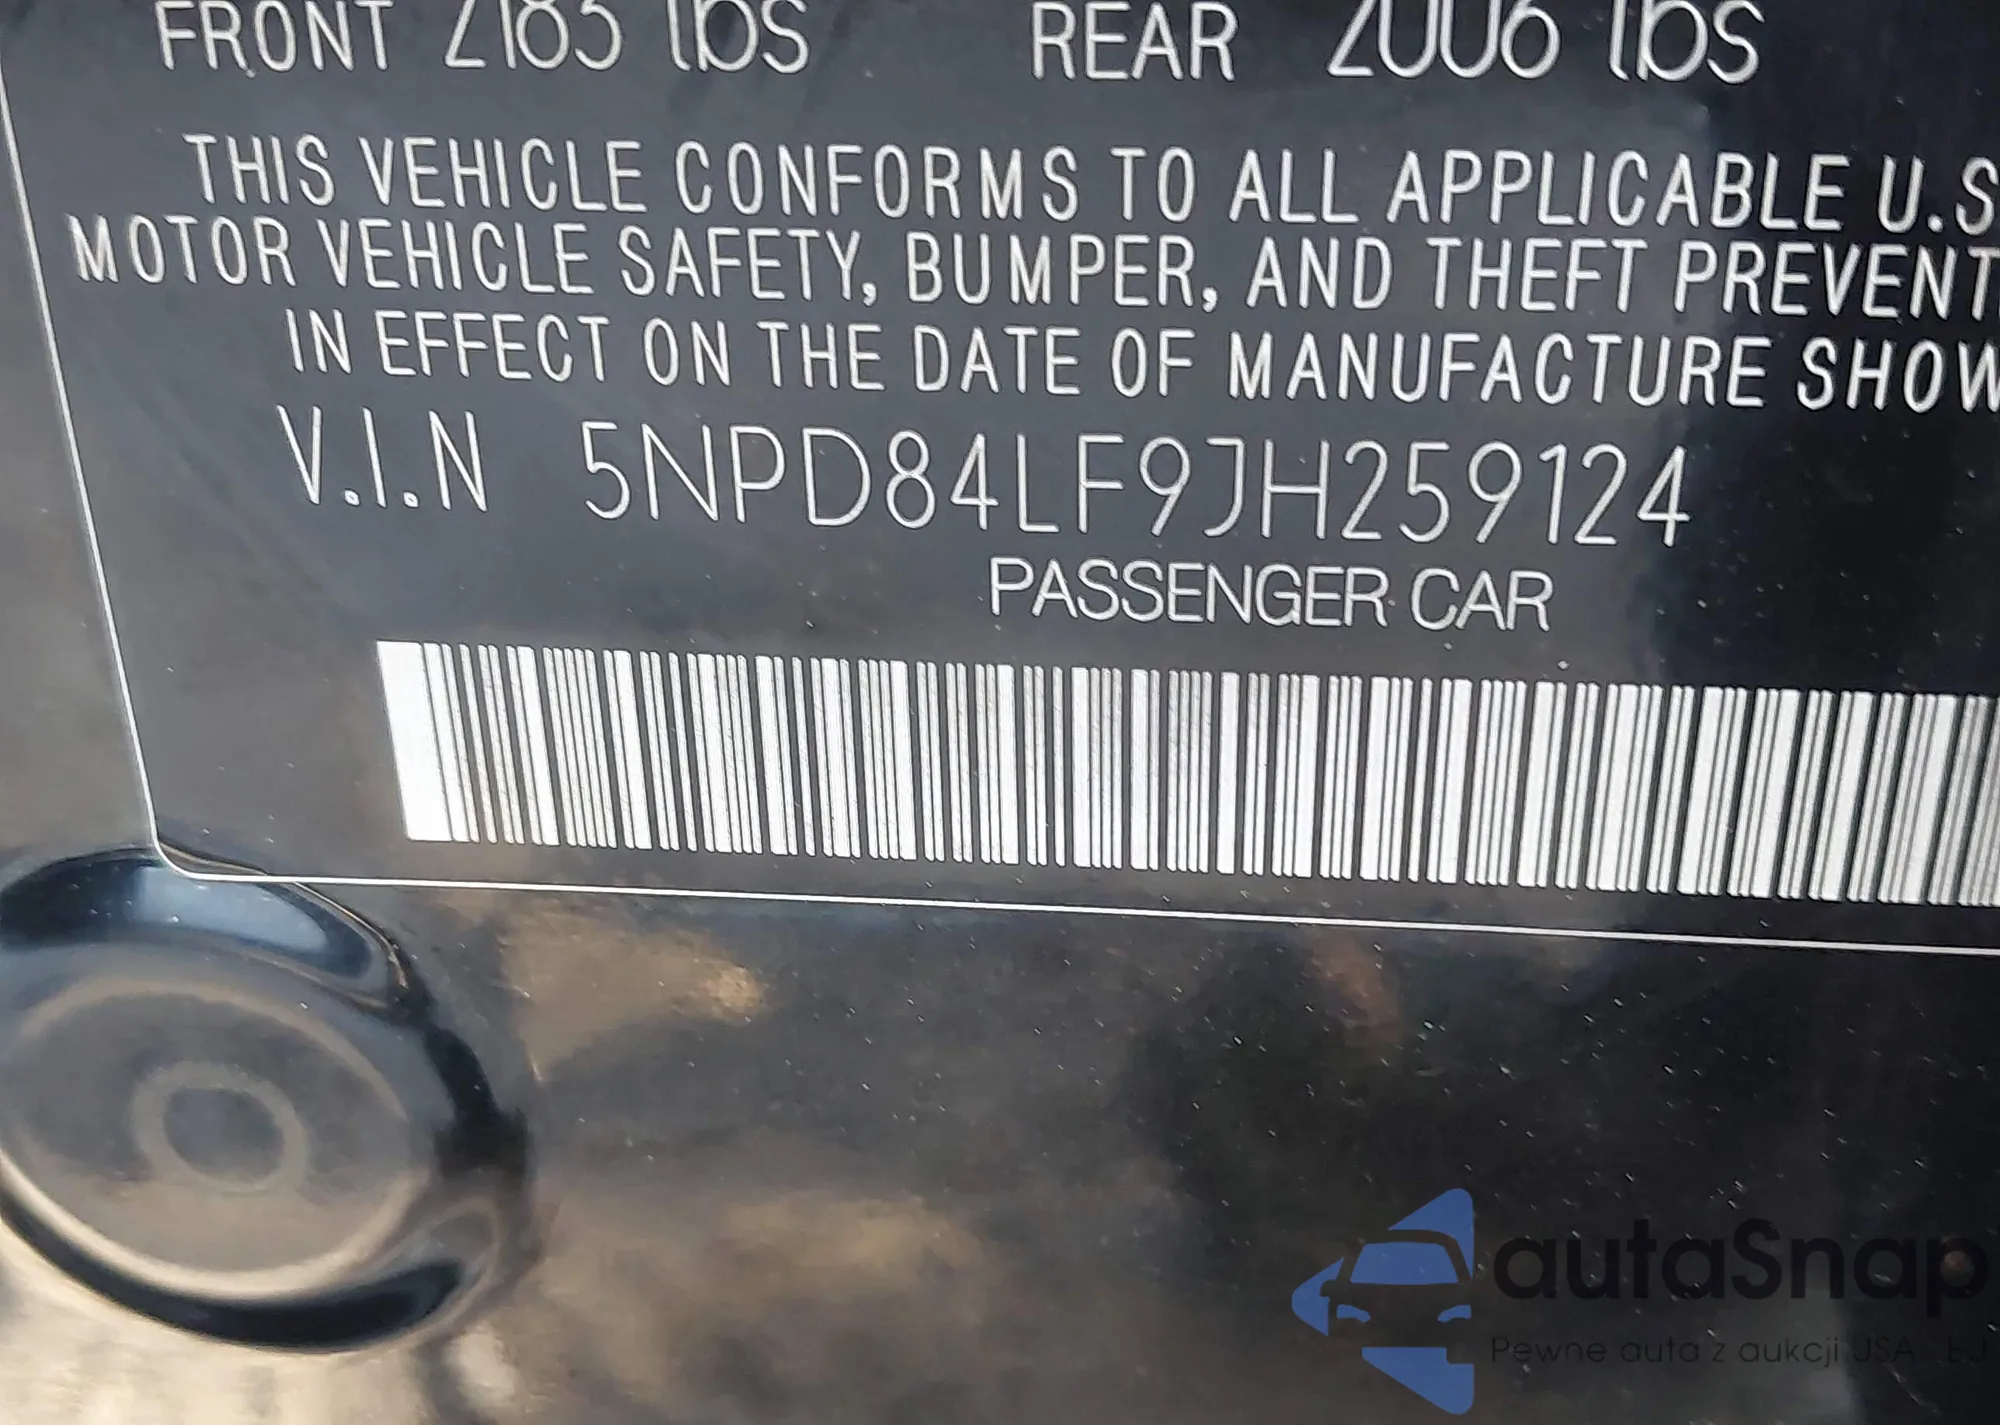 FRONT 2183 lbs REAR 2006 lbs
THIS VEHICLE CONFORMS TO ALL APPLICABLE U.S
MOTOR VEHICLE SAFETY, BUMPER, AND THEFT PREVENT
IN EFFECT ON THE DATE OF MANUFACTURE SHOW
V.I.N 5NPD84LF9JH259124
PASSENGER CAR
autaSnap
Pewne auta z aukcji USA i EU